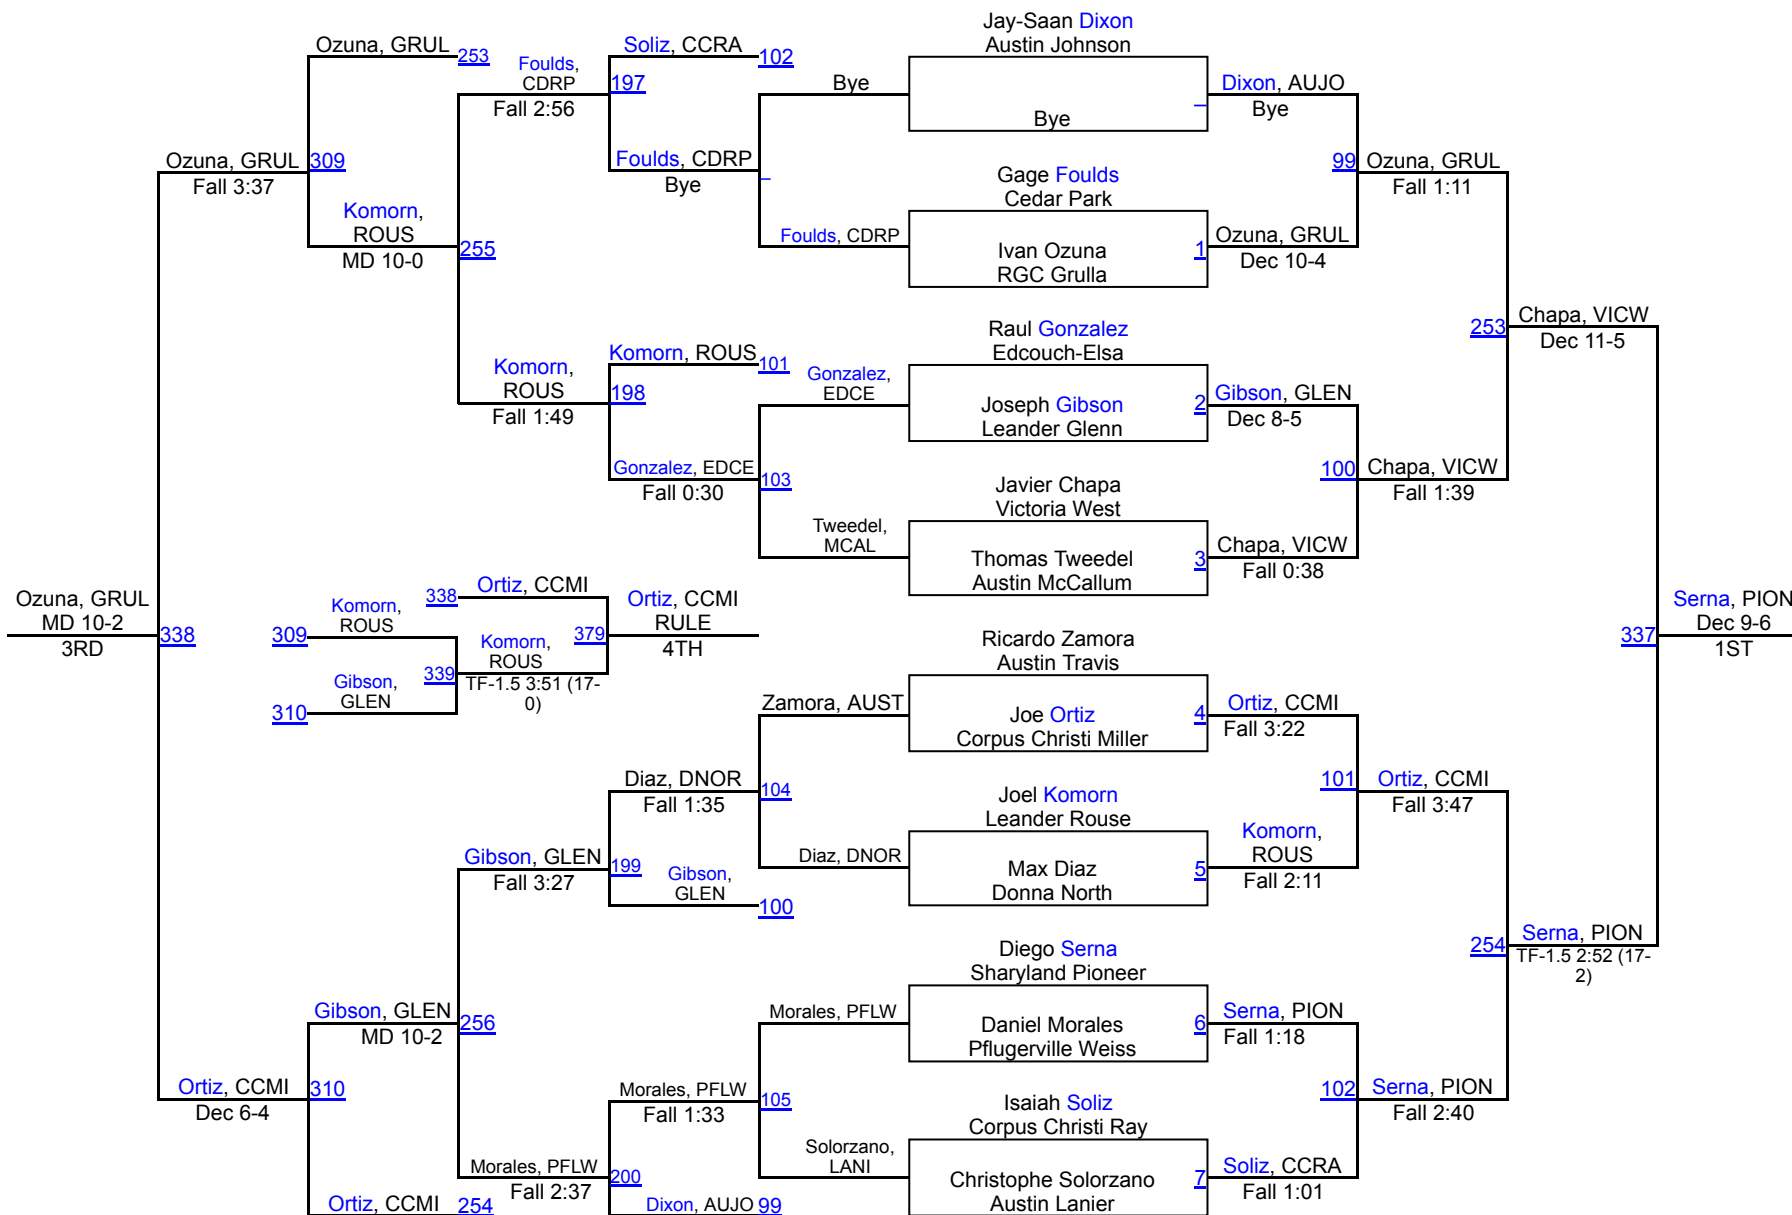 Jay-Saan Dixon
Austin Johnson
Bye
Gage Foulds
Cedar Park
Ivan Ozuna
RGC Grulla
Raul Gonzalez
Edcouch-Elsa
Joseph Gibson
Leander Glenn
Javier Chapa
Victoria West
Thomas Tweedel
Austin McCallum
Ricardo Zamora
Austin Travis
Joe Ortiz
Corpus Christi Miller
Joel Komorn
Leander Rouse
Max Diaz
Donna North
Diego Serna
Sharyland Pioneer
Daniel Morales
Pflugerville Weiss
Isaiah Soliz
Corpus Christi Ray
Christophe Solorzano
Austin Lanier
_
1
2
3
4
5
6
7
Dixon, AUJO
Bye
Ozuna, GRUL
Dec 10-4
Gibson, GLEN
Dec 8-5
Chapa, VICW
Fall 0:38
Ortiz, CCMI
Fall 3:22
Komorn,
ROUS
Fall 2:11
Serna, PION
Fall 1:18
Soliz, CCRA
Fall 1:01
99
Ozuna, GRUL
Fall 1:11
100
Chapa, VICW
Fall 1:39
101
Ortiz, CCMI
Fall 3:47
102
Serna, PION
Fall 2:40
253
Chapa, VICW
Dec 11-5
254
Serna, PION
TF-1.5 2:52 (17-
2)
337
Serna, PION
Dec 9-6
1ST
Bye
Foulds, CDRP
Gonzalez,
EDCE
Tweedel,
MCAL
Zamora, AUST
Diaz, DNOR
Morales, PFLW
Solorzano,
LANI
Soliz, CCRA
102
Foulds, CDRP
Bye
_
Komorn, ROUS
101
Gonzalez, EDCE
Fall 0:30
103
Diaz, DNOR
Fall 1:35
104
Gibson,
GLEN
100
Morales, PFLW
Fall 1:33
105
Dixon, AUJO
99
Foulds,
CDRP
Fall 2:56
197
Komorn,
ROUS
Fall 1:49
198
Gibson, GLEN
Fall 3:27
199
Morales, PFLW
Fall 2:37
200
Ozuna, GRUL
253
Komorn,
ROUS
MD 10-0
255
Gibson, GLEN
MD 10-2
256
Ortiz, CCMI
254
Ozuna, GRUL
Fall 3:37
309
Ortiz, CCMI
Dec 6-4
310
Ozuna, GRUL
MD 10-2
3RD
338
Komorn,
ROUS
309
Gibson,
GLEN
310
338
Ortiz, CCMI
339
Komorn,
ROUS
TF-1.5 3:51 (17-
0)
379
Ortiz, CCMI
RULE
4TH